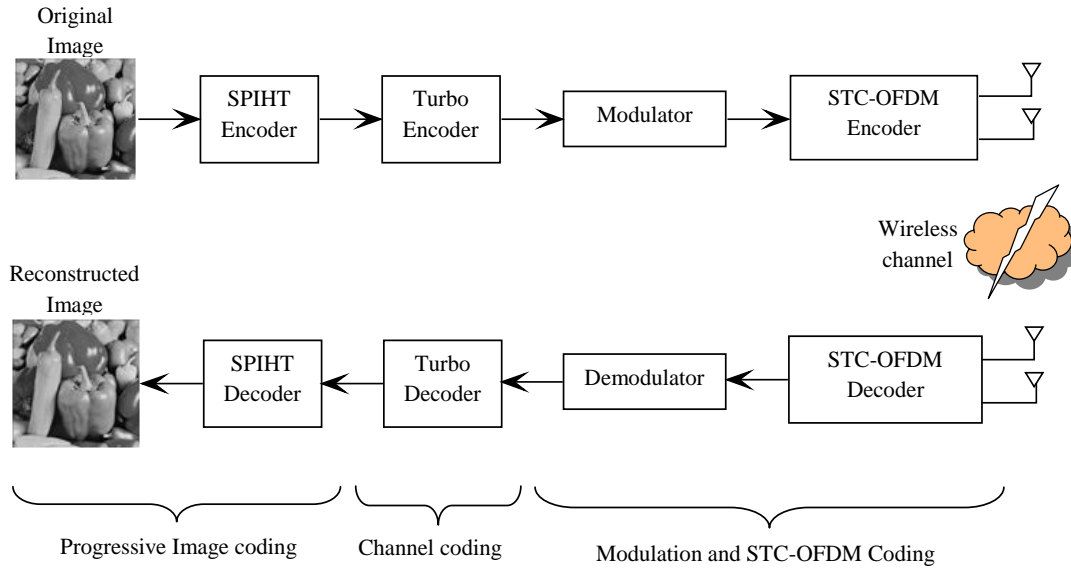 Original
Image
SPIHT
Encoder
Turbo
Encoder
Modulator
STC-OFDM
Encoder
Wireless
channel
Reconstructed
Image
SPIHT
Decoder
Turbo
Decoder
Demodulator
STC-OFDM
Decoder
Progressive Image coding
Channel coding
Modulation and STC-OFDM Coding